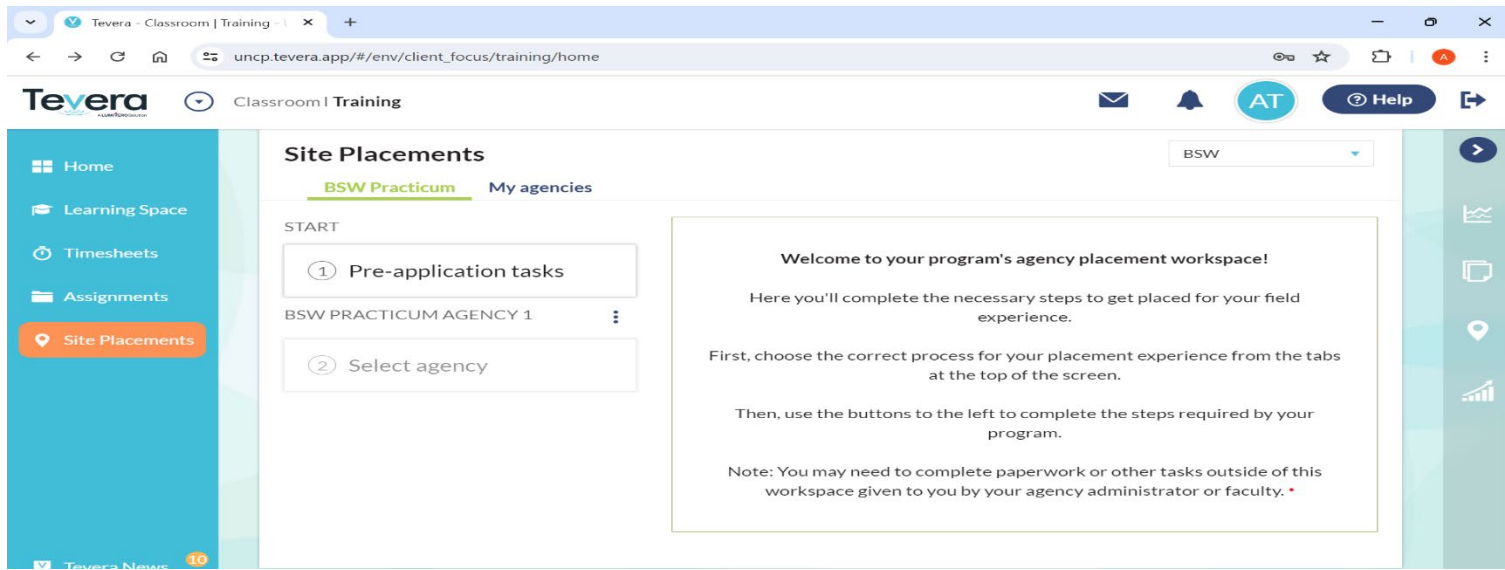 Tevera - Classroom | Training -
uncp.tevera.app/#/env/client_focus/training/home
A
Tevera
Classroom | Training
AT
? Help
Home
Learning Space
Timesheets
Assignments
Site Placements
Tevera News
10
Site Placements
BSW
BSW Practicum
My agencies
START
1 Pre-application tasks
BSW PRACTICUM AGENCY 1
2 Select agency
Welcome to your program's agency placement workspace!
Here you'll complete the necessary steps to get placed for your field
experience.
First, choose the correct process for your placement experience from the tabs
at the top of the screen.
Then, use the buttons to the left to complete the steps required by your
program.
Note: You may need to complete paperwork or other tasks outside of this
workspace given to you by your agency administrator or faculty. •